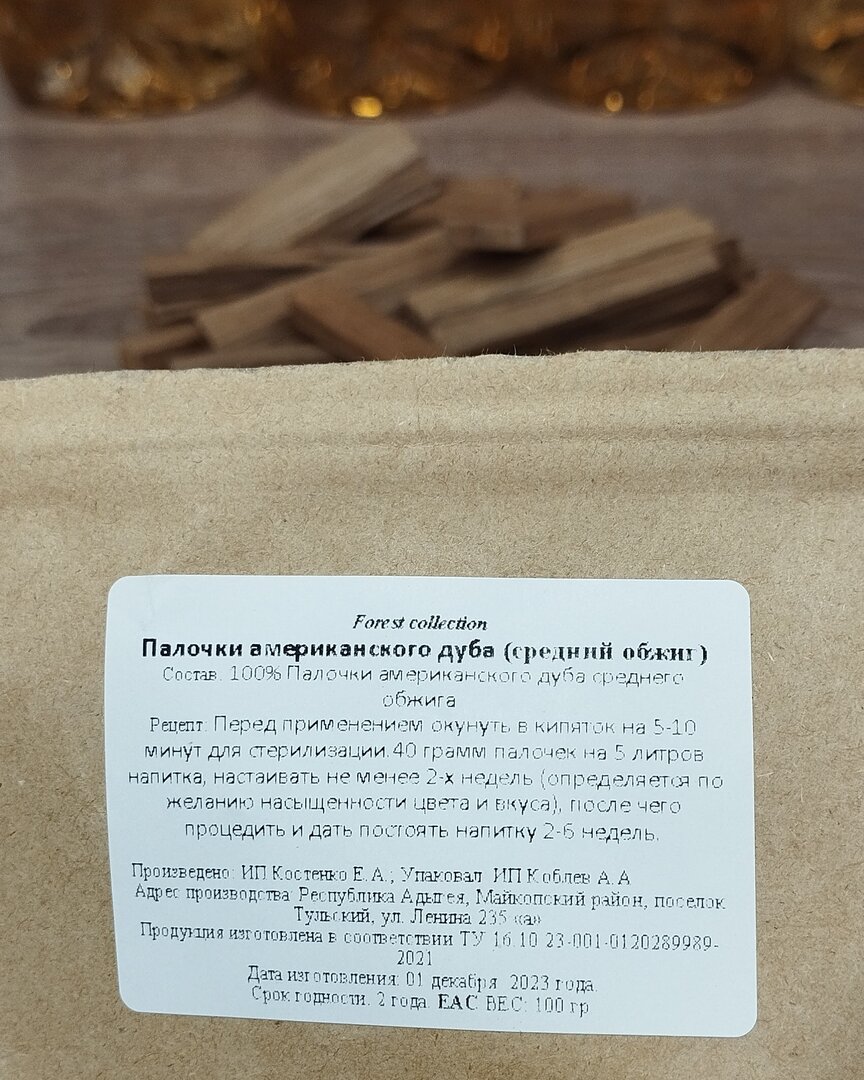 Forest collection
Палочки американского дуба (средний обжиг)
Состав: 100% Палочки американского дуба среднего
обжига
Рецепт: Перед применением окунуть в кипяток на 5-10
минут для стерилизации.40 грамм палочек на 5 литров
напитка, настаивать не менее 2-х недель (определяется по
желанию насыщенности цвета и вкуса), после чего
процедить и дать постоять напитку 2-6 недель.
Произведено: ИП Костенко Е.А.; Упаковал ИП Коблев А.А
Адрес производства: Республика Адыгея, Майкопский район, поселок
Тульский, ул. Ленина 235 «а»
Продукция изготовлена в соответствии ТУ 16.10.23-001-0120289989-
2021
Дата изготовления: 01 декабря 2023 года.
Срок годности: 2 года. ЕАС ВЕС: 100 гр